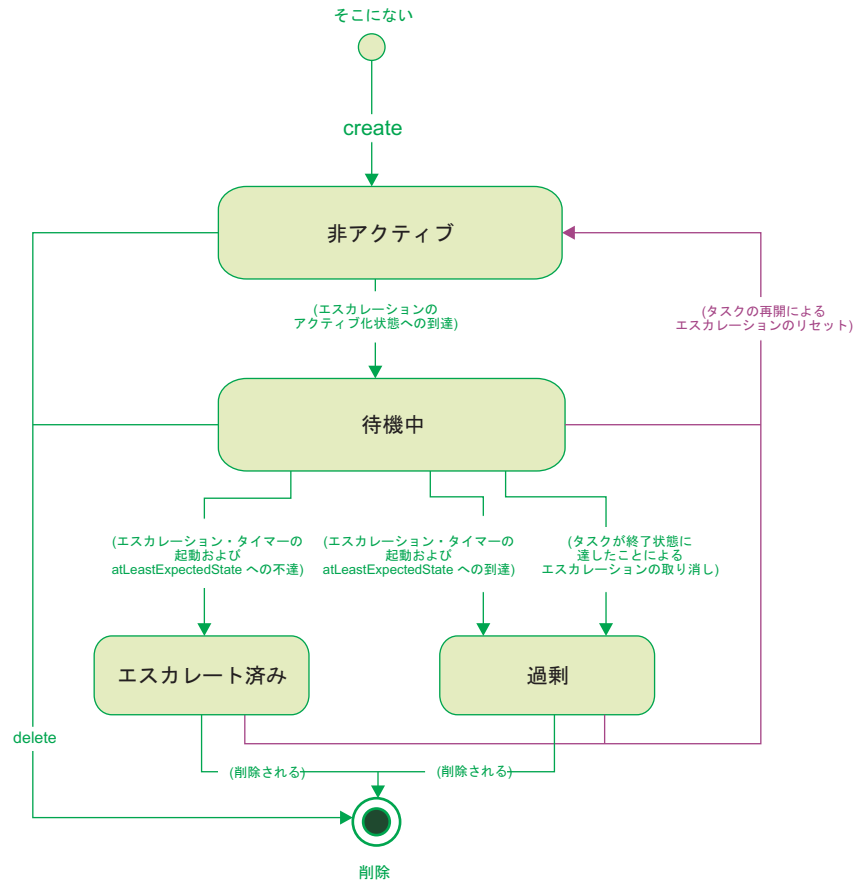 そこにない
create
非アクティブ
(エスカレーションの
アクティブ化状態への到達)
(タスクの再開による
エスカレーションのリセット)
待機中
(エスカレーション・タイマーの
起動および
atLeastExpectedState への不達)
(エスカレーション・タイマーの
起動および
atLeastExpectedState への到達)
(タスクが終了状態に
達したことによる
エスカレーションの取り消し)
エスカレート済み
過剰
delete
(削除される)
(削除される)
削除